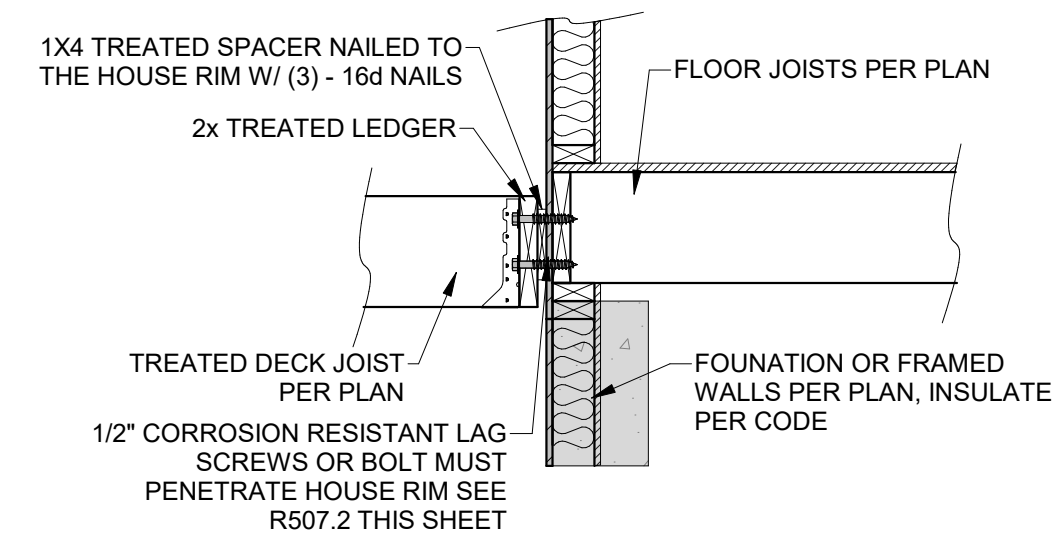 1X4 TREATED SPACER NAILED TO
THE HOUSE RIM W/ (3) - 16d NAILS
2x TREATED LEDGER
FLOOR JOISTS PER PLAN
TREATED DECK JOIST
PER PLAN
1/2" CORROSION RESISTANT LAG
SCREWS OR BOLT MUST
PENETRATE HOUSE RIM SEE
R507.2 THIS SHEET
FOUNATION OR FRAMED
WALLS PER PLAN, INSULATE
PER CODE